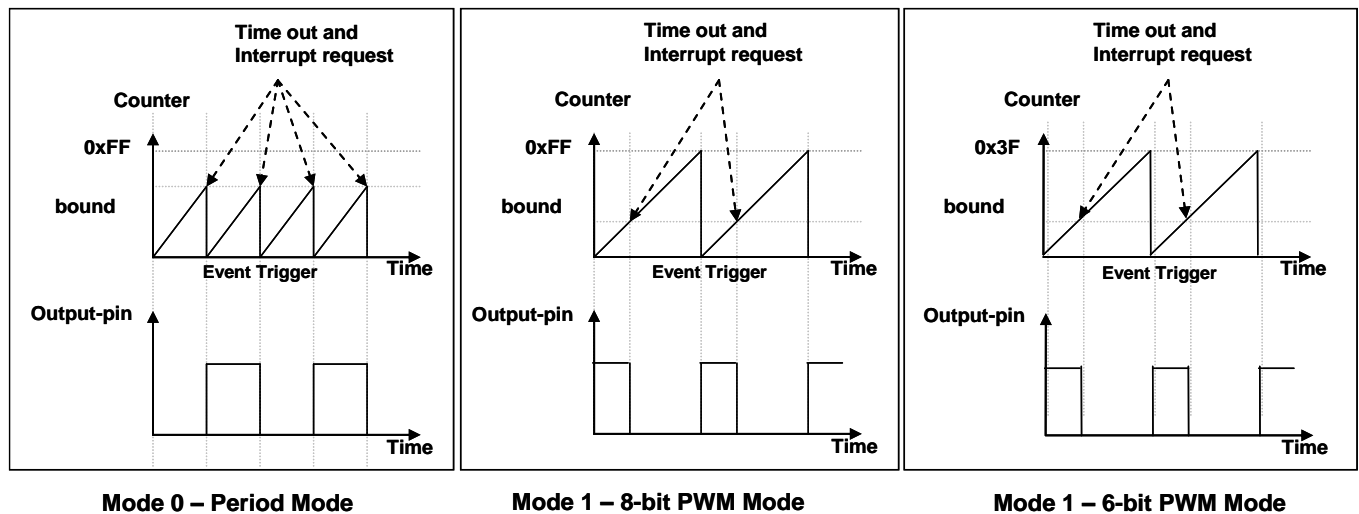 Time out and
Interrupt request
Counter
0xFF
bound
Event Trigger
Time
Output-pin
Time
Mode 0 – Period Mode
Time out and
Interrupt request
Counter
0xFF
bound
Event Trigger
Time
Output-pin
Time
Mode 1 – 8-bit PWM Mode
Time out and
Interrupt request
Counter
0x3F
bound
Event Trigger
Time
Output-pin
Time
Mode 1 – 6-bit PWM Mode